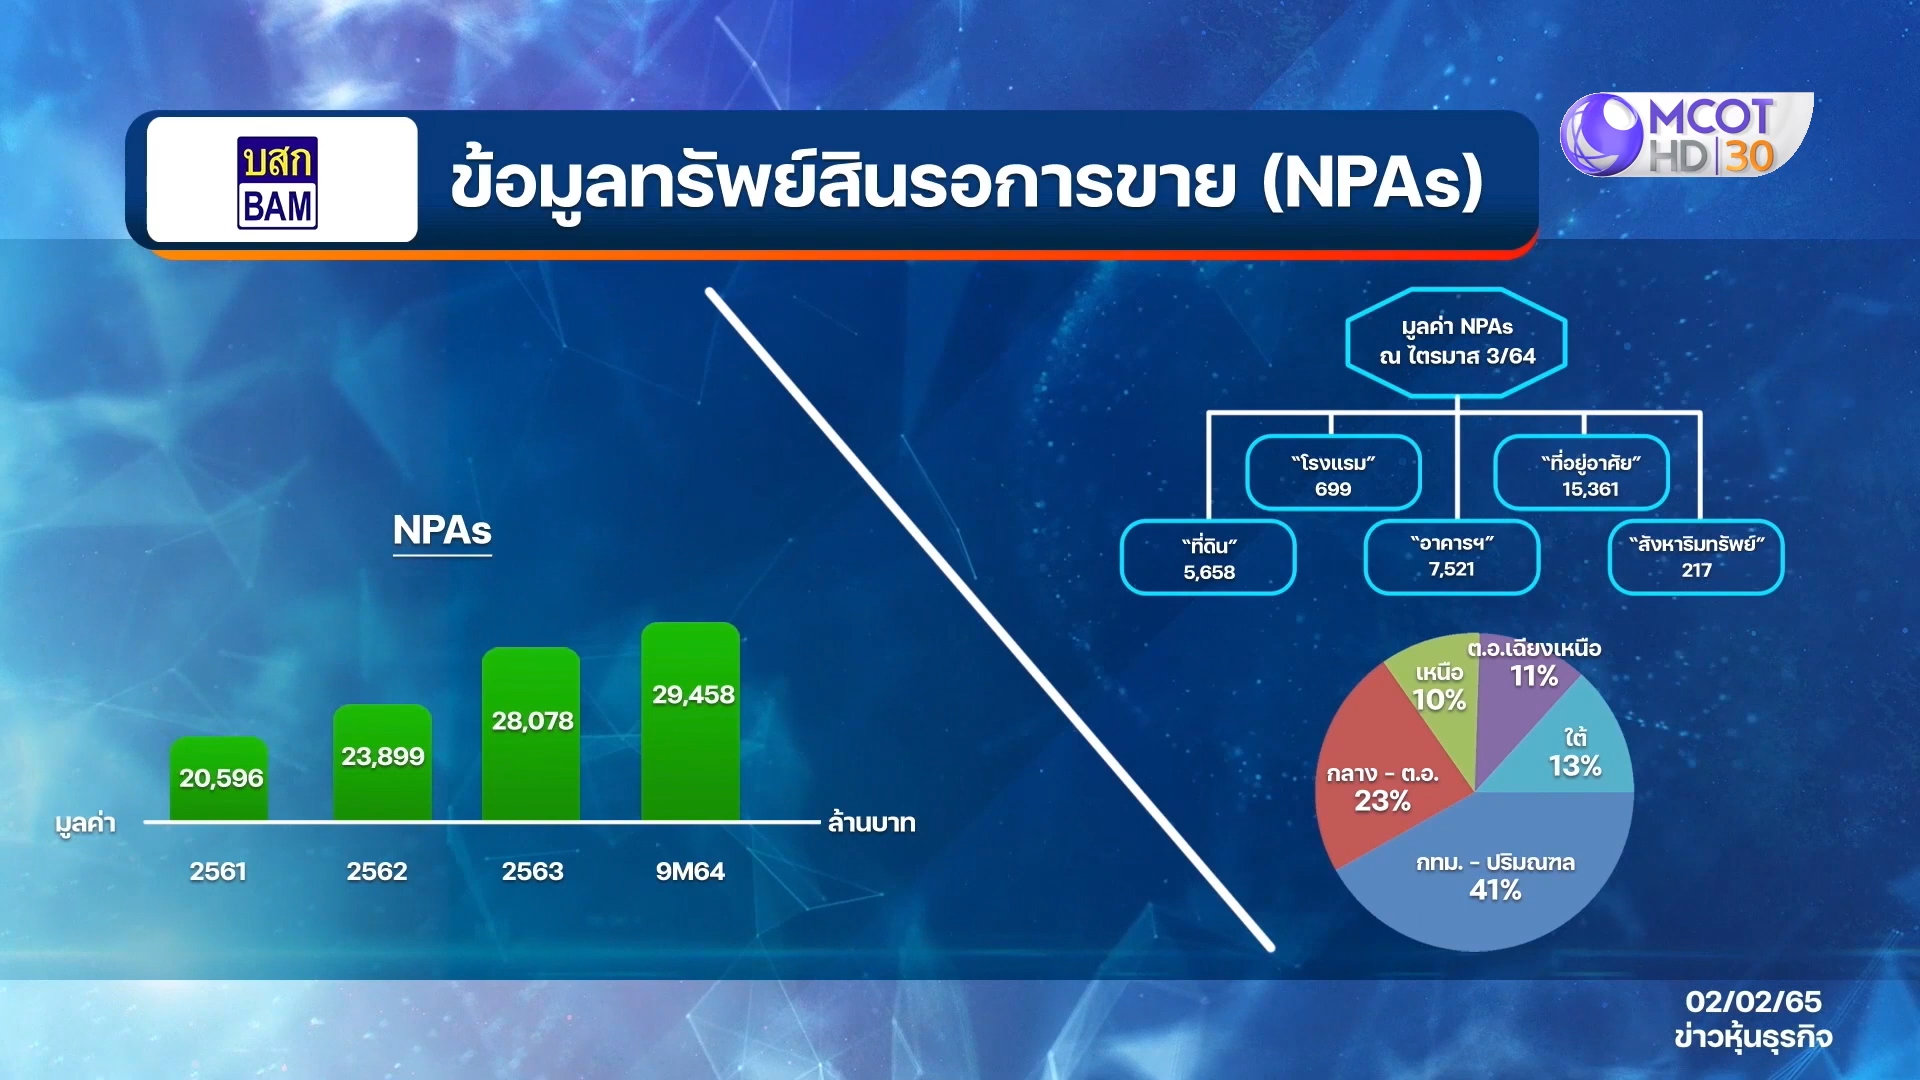 บสก
BAM
ข้อมูลทรัพย์สินรอการขาย (NPAs)
MCOT
HD 30
NPAs
20,596
23,899
28,078
29,458
มูลค่า
ล้านบาท
2561
2562
2563
9M64
มูลค่า NPAs
ณ ไตรมาส 3/64
“โรงแรม”
699
“ที่อยู่อาศัย”
15,361
“ที่ดิน”
5,658
“อาคารฯ”
7,521
“สังหาริมทรัพย์”
217
ต.อ.เฉียงเหนือ
11%
เหนือ
10%
ใต้
13%
กลาง - ต.อ.
23%
กทม. - ปริมณฑล
41%
02/02/65
ข่าวหุ้นธุรกิจ